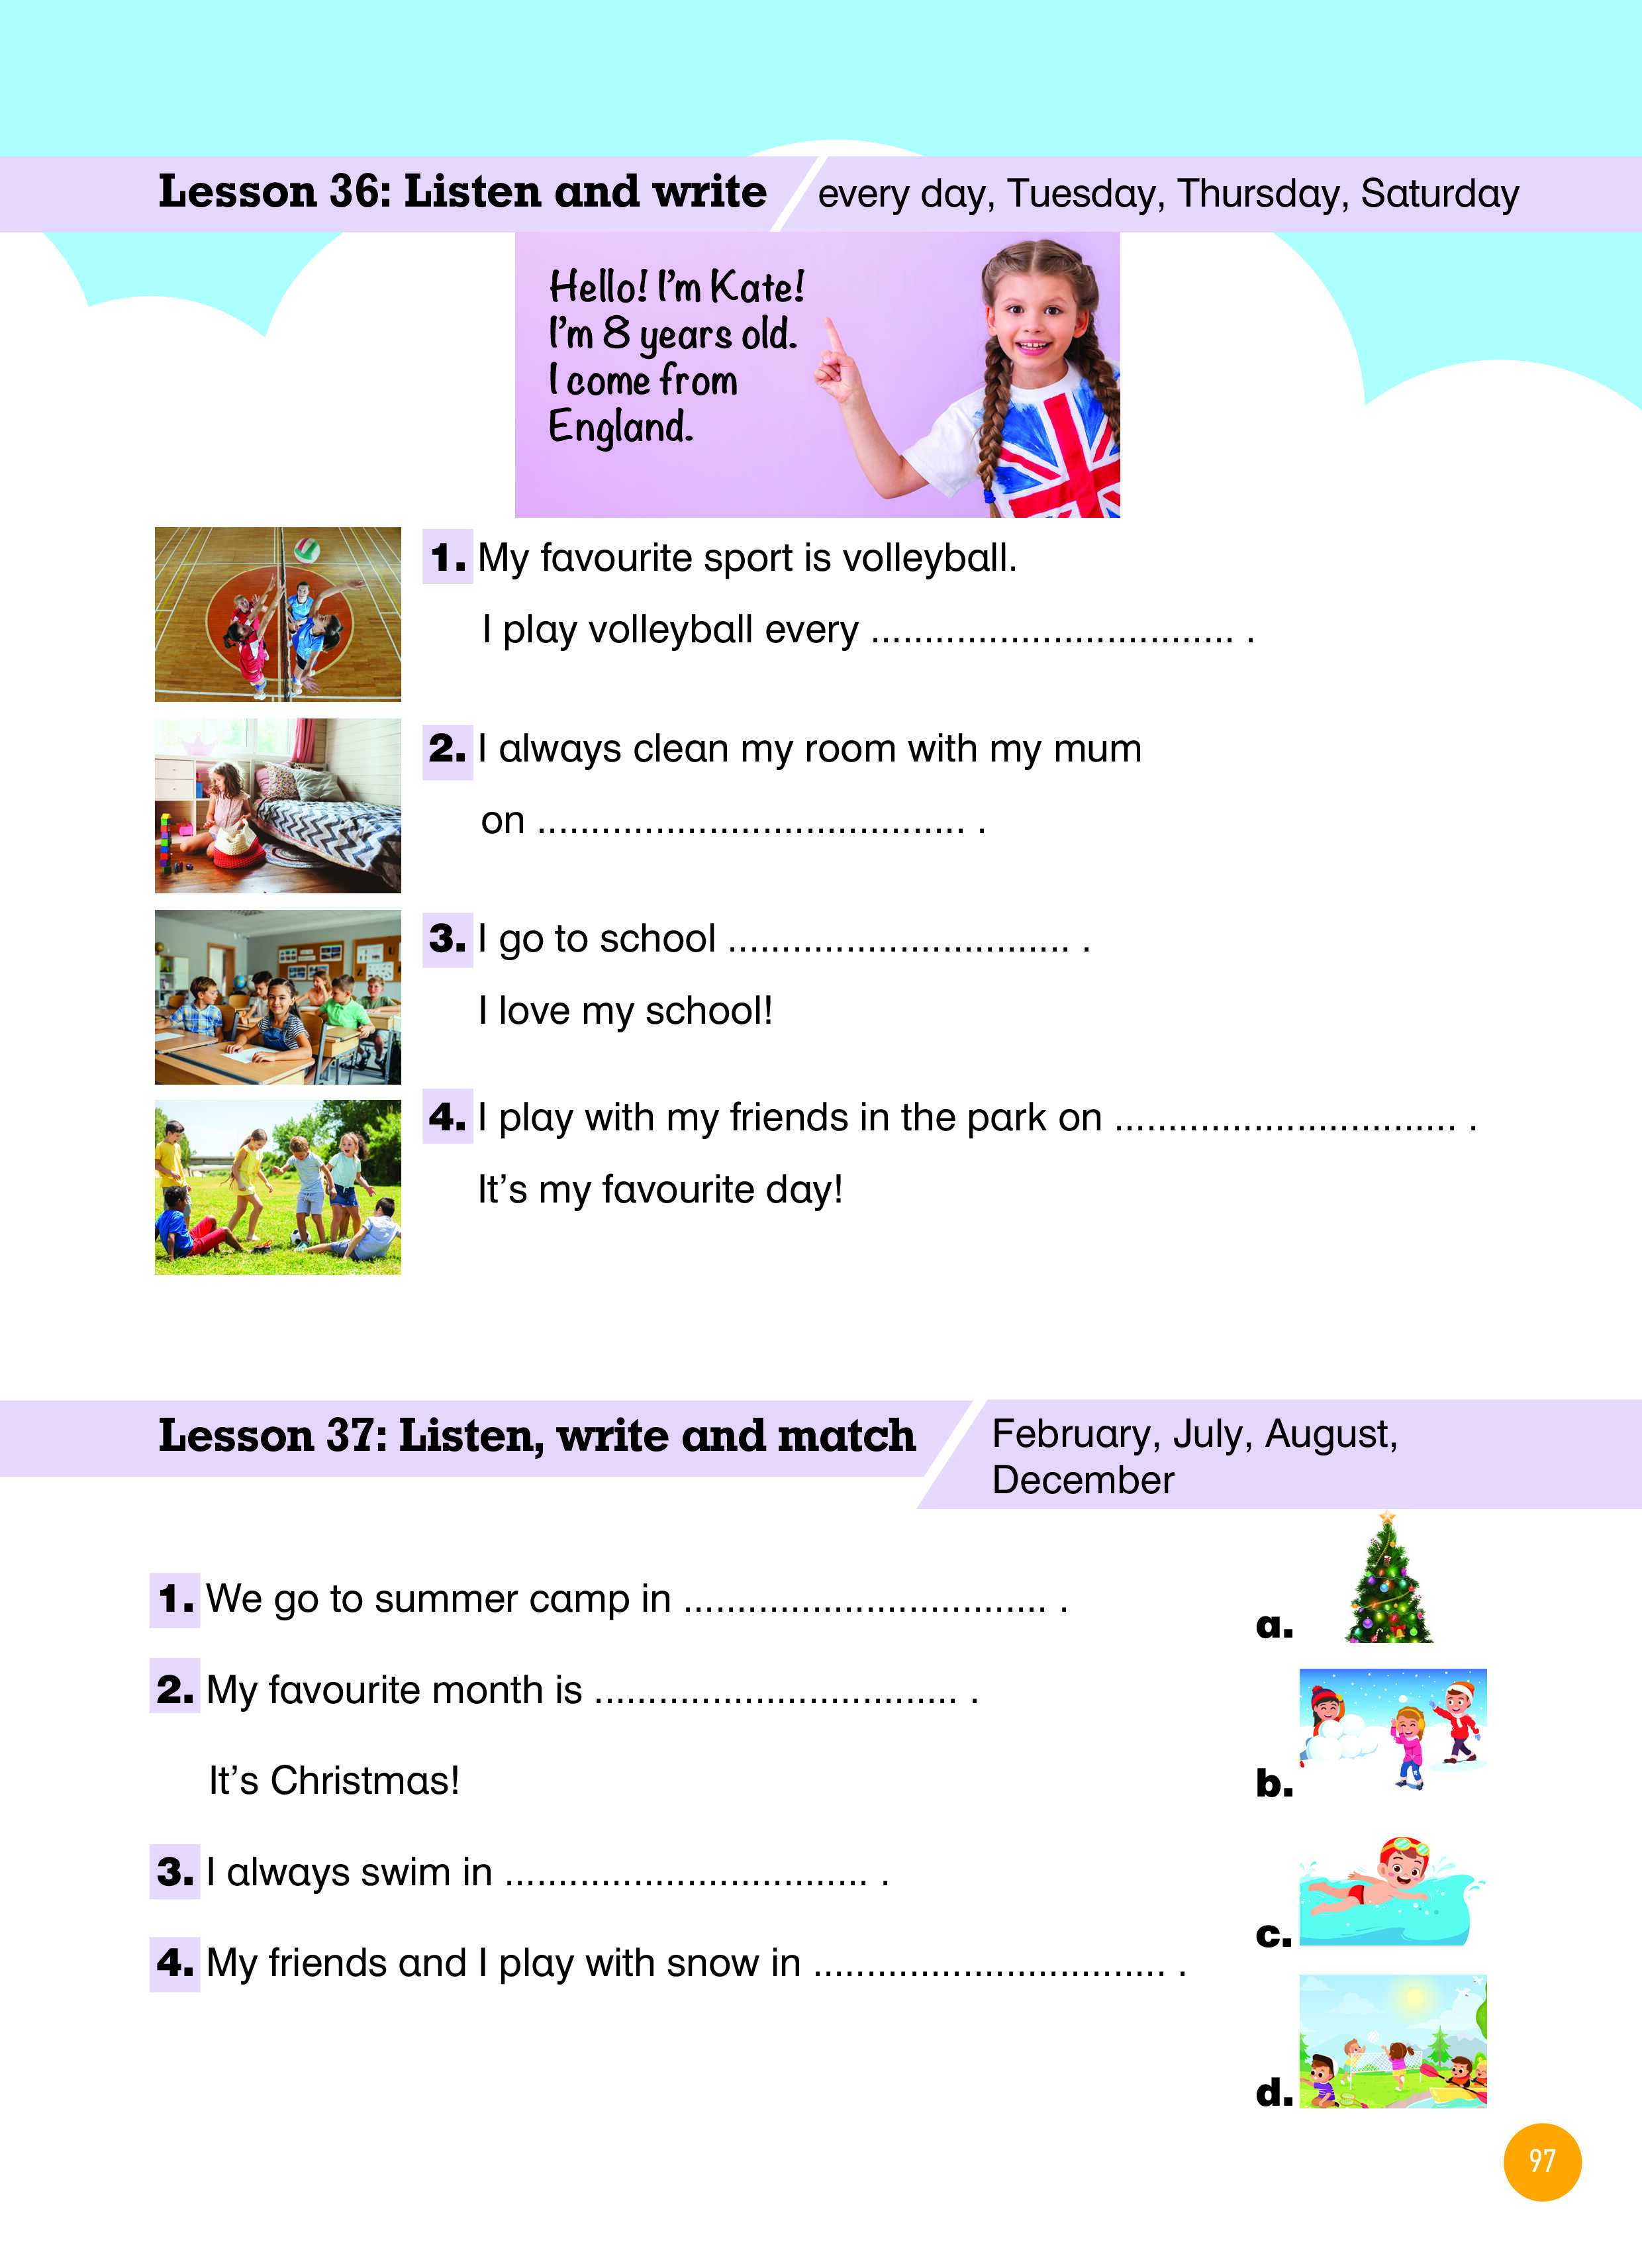 Lesson 36: Listen and write
every day, Tuesday, Thursday, Saturday
Hello! I'm Kate!
I'm 8 years old.
I come from
England.
1. My favourite sport is volleyball.
I play volleyball every .................................. .
2. I always clean my room with my mum
on ........................................ .
3. I go to school ................................ .
I love my school!
4. I play with my friends in the park on ................................ .
It's my favourite day!
Lesson 37: Listen, write and match
February, July, August,
December
1. We go to summer camp in .................................. .
2. My favourite month is .................................. .
It's Christmas!
3. I always swim in .................................. .
4. My friends and I play with snow in ................................. .
a.
b.
c.
d.
97